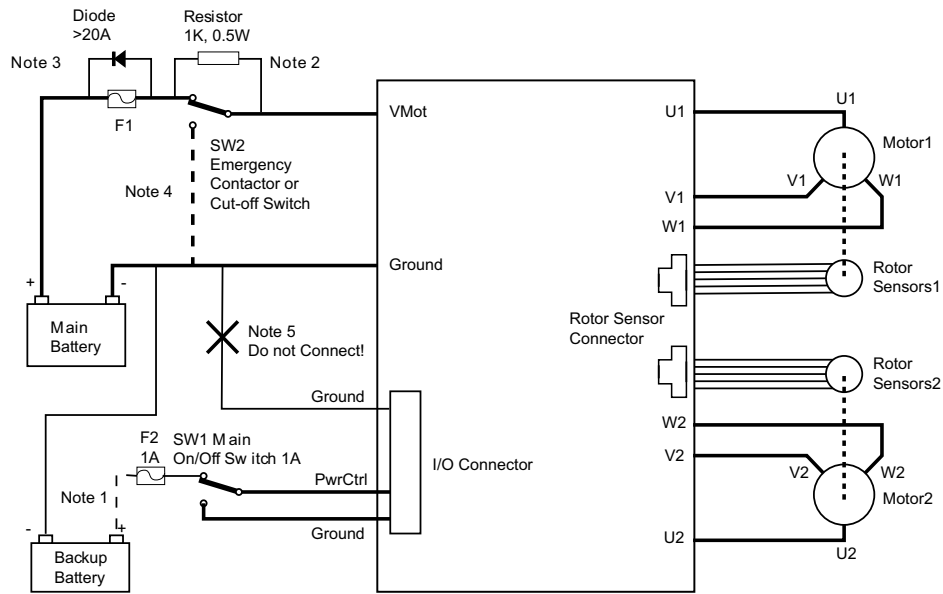 Diode
>20A
Resistor
1K, 0.5W
Note 3
Note 2
F1
VMot
U1
U1
Motor1
SW2
Emergency
Contactor or
Cut-off Switch
Note 4
V1
W1
V1
W1
Ground
+
-
Main
Battery
Rotor
Sensors1
Note 5
Do not Connect!
Rotor Sensor
Connector
Rotor
Sensors2
Ground
W2
F2
1A
SW1 Main
On/Off Switch 1A
I/O Connector
V2
V2
W2
PwrCtrl
Note 1
Motor2
-
+
Ground
U2
U2
Backup
Battery